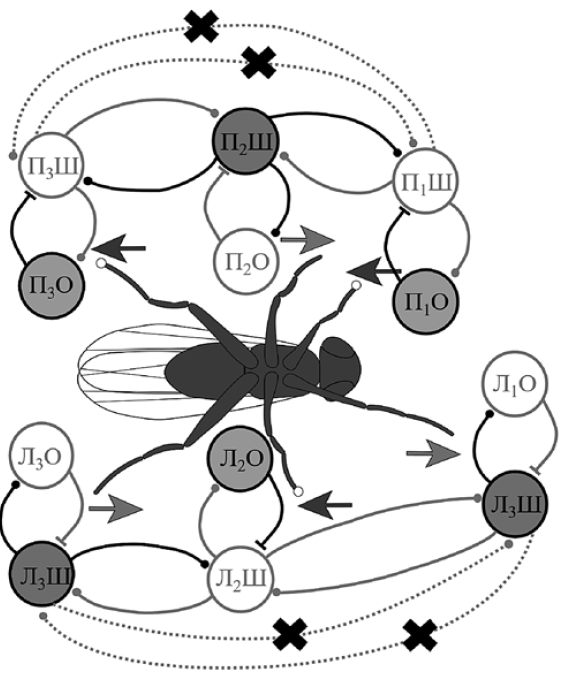 П₂Ш
П₃Ш
П₁Ш
П₂О
П₃О
П₁О
Л₁О
Л₃О
Л₂О
Л₃Ш
Л₃Ш
Л₂Ш